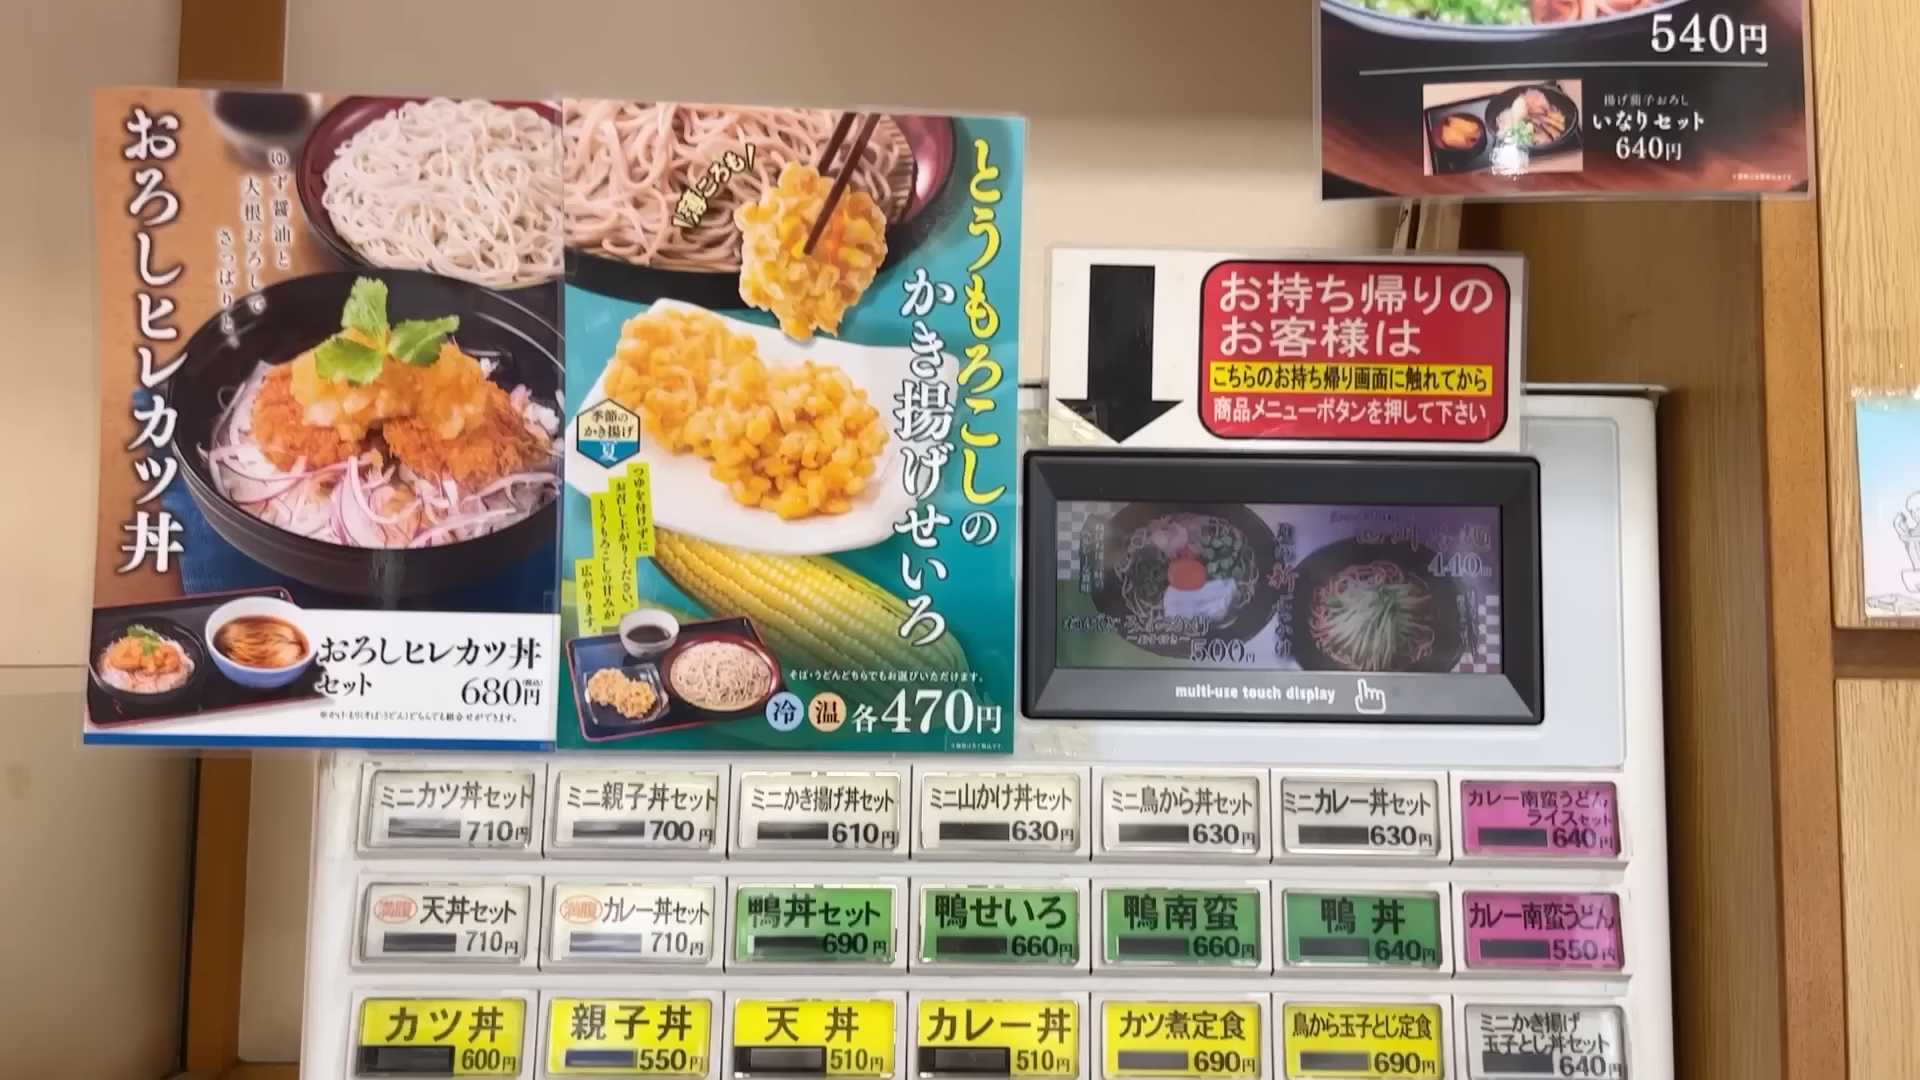 おろしヒレカツ丼
ゆず醤油と
大根おろしで
さっぱりと。
おろしヒレカツ丼
セット
680円
(税込)
とうもろこしの
かき揚げせいろ
薄ころも
季節の
かき揚げ
夏
つゆを付けずに
お召し上がりください。
とうもろこしの甘みが
広がります。
そば・うどんどちらでもお選びいただけます。
冷 温 各470円
540円
揚げ茄子おろし
いなりセット
640円
お持ち帰りの
お客様は
こちらのお持ち帰り画面に触れてから
商品メニューボタンを押して下さい
440円
500円
multi-use touch display
ミニカツ丼セット
710円
ミニ親子丼セット
700円
ミニかき揚げ丼セット
610円
ミニ山かけ丼セット
630円
ミニ鳥から丼セット
630円
ミニカレー丼セット
630円
カレー南蛮うどん
ライスセット
640円
満腹 天丼セット
710円
満腹 カレー丼セット
710円
鴨丼セット
690円
鴨せいろ
660円
鴨南蛮
660円
鴨丼
640円
カレー南蛮うどん
550円
カツ丼
600円
親子丼
550円
天丼
510円
カレー丼
510円
カツ煮定食
690円
鳥から玉子とじ定食
690円
ミニかき揚げ
玉子とじ丼セット
640円